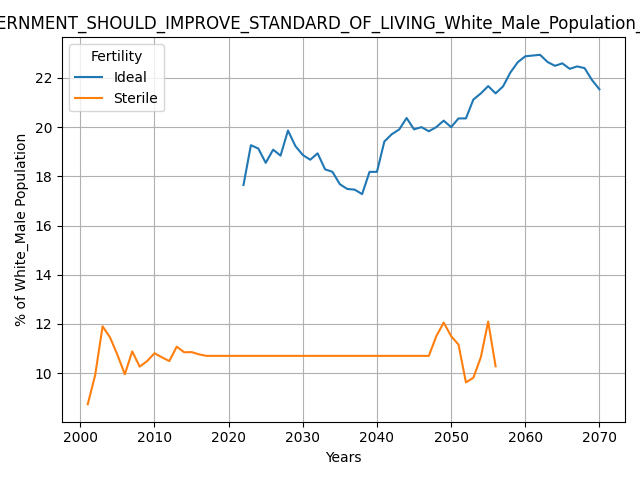 ERNMENT_SHOULD_IMPROVE_STANDARD_OF_LIVING_White_Male_Population_
Fertility
Ideal
Sterile
22
20
18
16
14
12
10
% of White_Male Population
2000 2010 2020 2030 2040 2050 2060 2070
Years